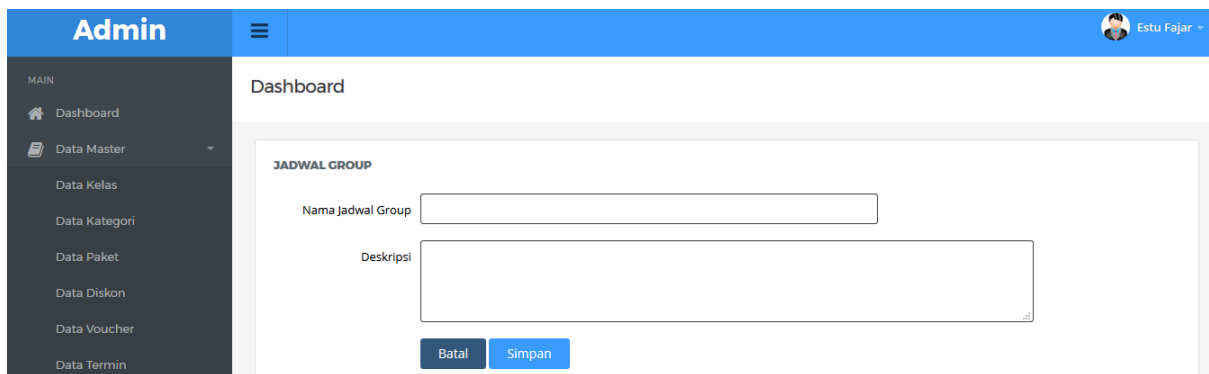 Admin
Estu Fajar
MAIN
Dashboard
Data Master
Data Kelas
Data Kategori
Data Paket
Data Diskon
Data Voucher
Data Termin
Dashboard
JADWAL GROUP
Nama Jadwal Group
Deskripsi
Batal
Simpan